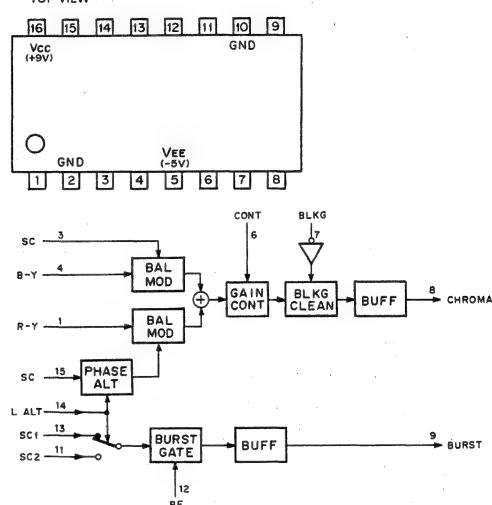 TOP VIEW
16 15 14 13 12 11 10 9
VCC GND
(+9V)
GND VEE
(-5V)
1 2 3 4 5 6 7 8
CONT BLKG
SC 3 6 7
B-Y 4 BAL MOD
GAIN CONT BLKG CLEAN BUFF 8 CHROMA
R-Y 1 BAL MOD
SC 15 PHASE ALT
L ALT 14
SC1 13
SC2 11
BURST GATE BUFF 9 BURST
12